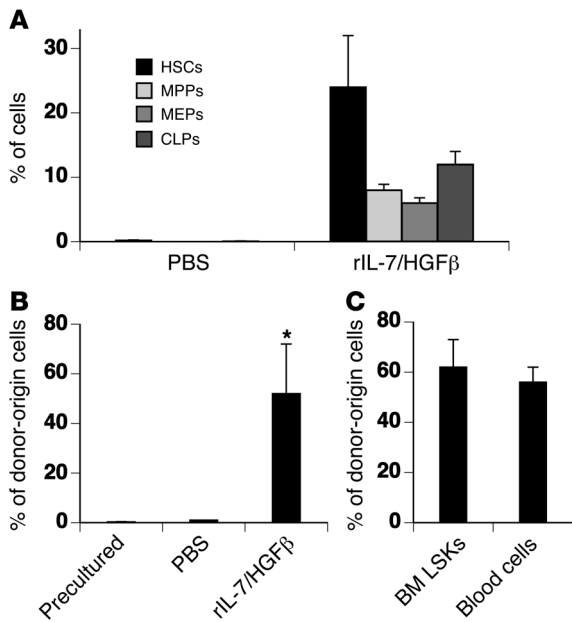 A
% of cells
30
20
10
0
HSCs
MPPs
MEPs
CLPs
PBS
rIL-7/HGFβ
B
% of donor-origin cells
80
60
40
20
0
*
Precultured
PBS
rIL-7/HGFβ
C
% of donor-origin cells
80
60
40
20
0
BM LSKs
Blood cells